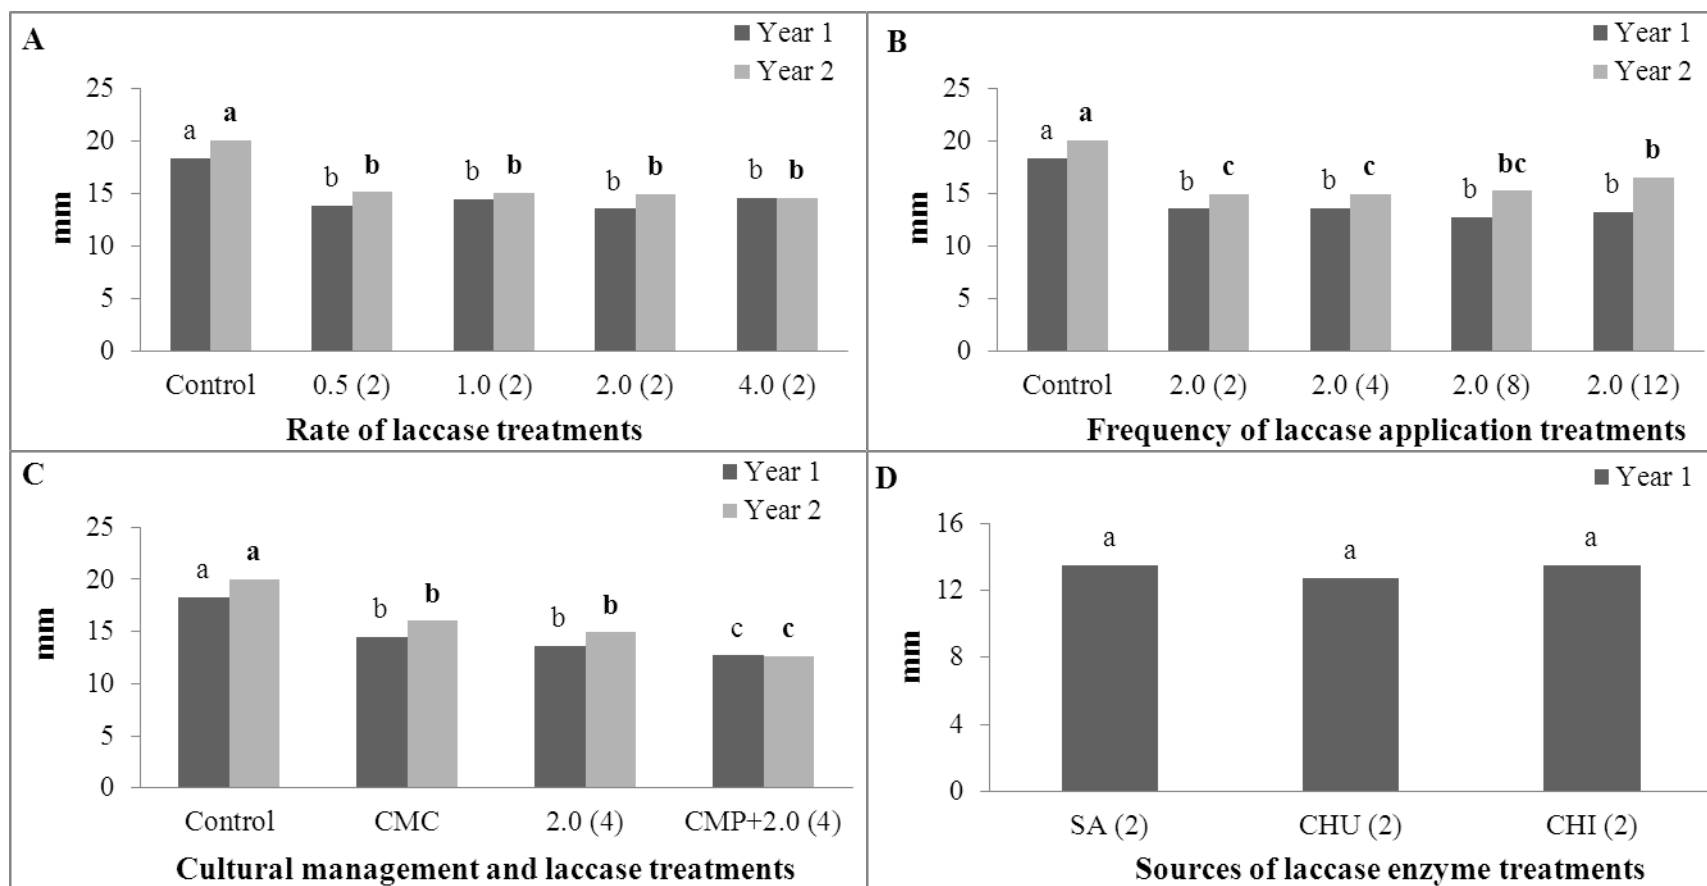 A
Year 1
Year 2
25
20
15
10
5
0
mm
a a
b b
b b
b b
b b
Control 0.5 (2) 1.0 (2) 2.0 (2) 4.0 (2)
Rate of laccase treatments
B
Year 1
Year 2
25
20
15
10
5
0
mm
a a
b c
b c
b bc
b b
Control 2.0 (2) 2.0 (4) 2.0 (8) 2.0 (12)
Frequency of laccase application treatments
C
Year 1
Year 2
25
20
15
10
5
0
mm
a a
b b
b b
c c
Control CMC 2.0 (4) CMP+2.0 (4)
Cultural management and laccase treatments
D
Year 1
16
12
8
4
0
mm
a a a
SA (2) CHU (2) CHI (2)
Sources of laccase enzyme treatments